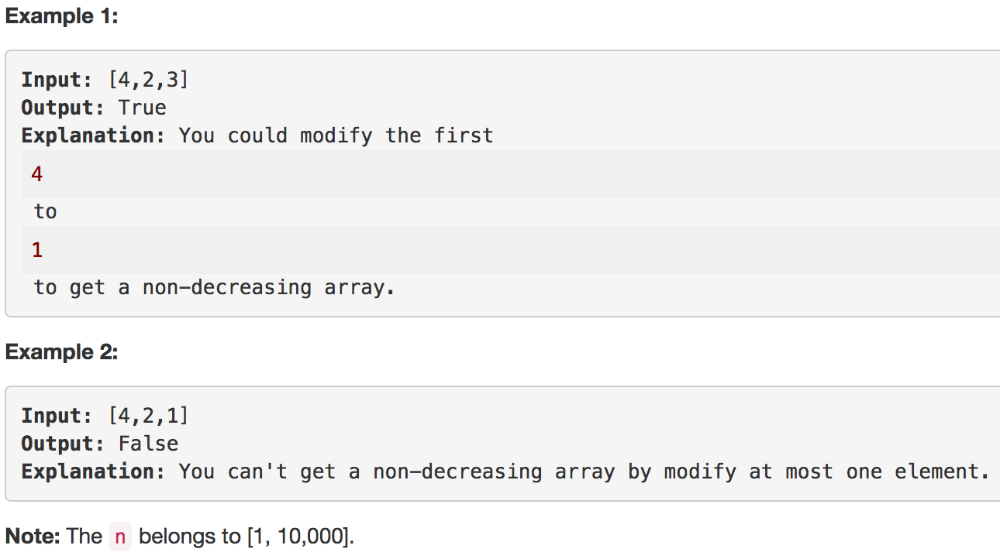 Example 1:
Input: [4,2,3]
Output: True
Explanation: You could modify the first
4
to
1
to get a non-decreasing array.
Example 2:
Input: [4,2,1]
Output: False
Explanation: You can't get a non-decreasing array by modify at most one element.
Note: The n belongs to [1, 10,000].